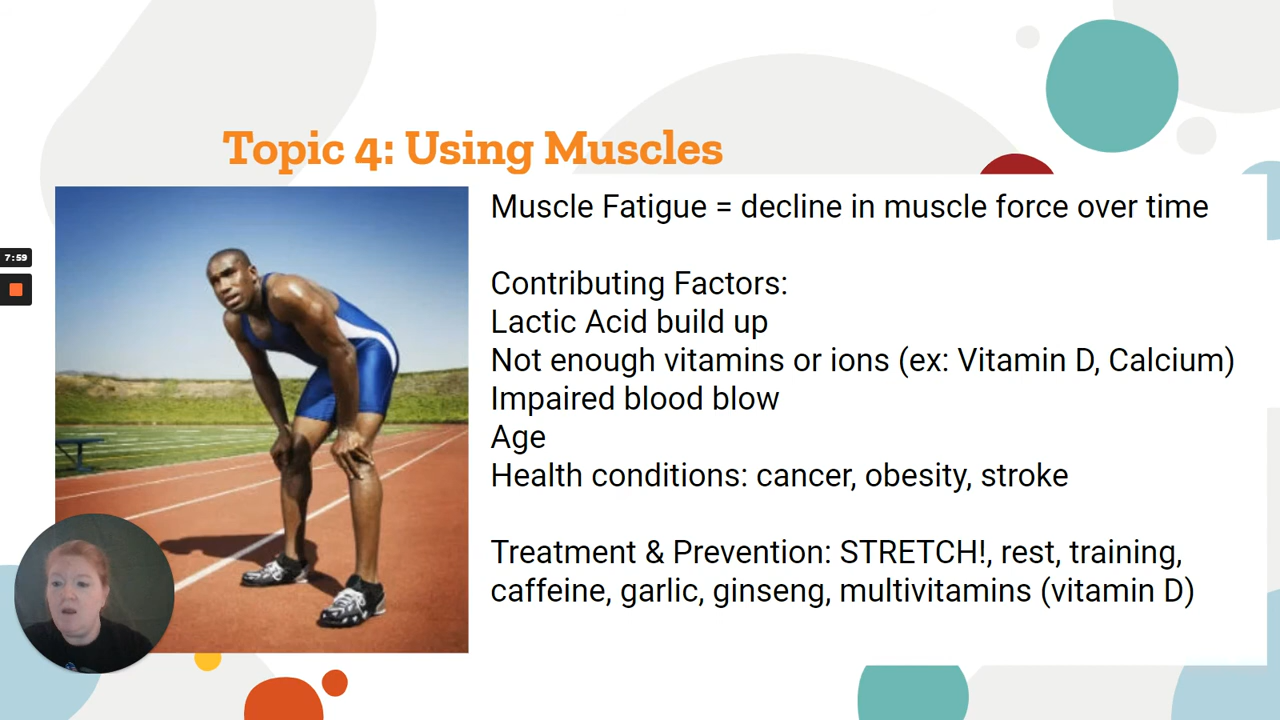 Topic 4: Using Muscles
Muscle Fatigue = decline in muscle force over time
7:59
Contributing Factors:
Lactic Acid build up
Not enough vitamins or ions (ex: Vitamin D, Calcium)
Impaired blood blow
Age
Health conditions: cancer, obesity, stroke
Treatment & Prevention: STRETCH!, rest, training,
caffeine, garlic, ginseng, multivitamins (vitamin D)